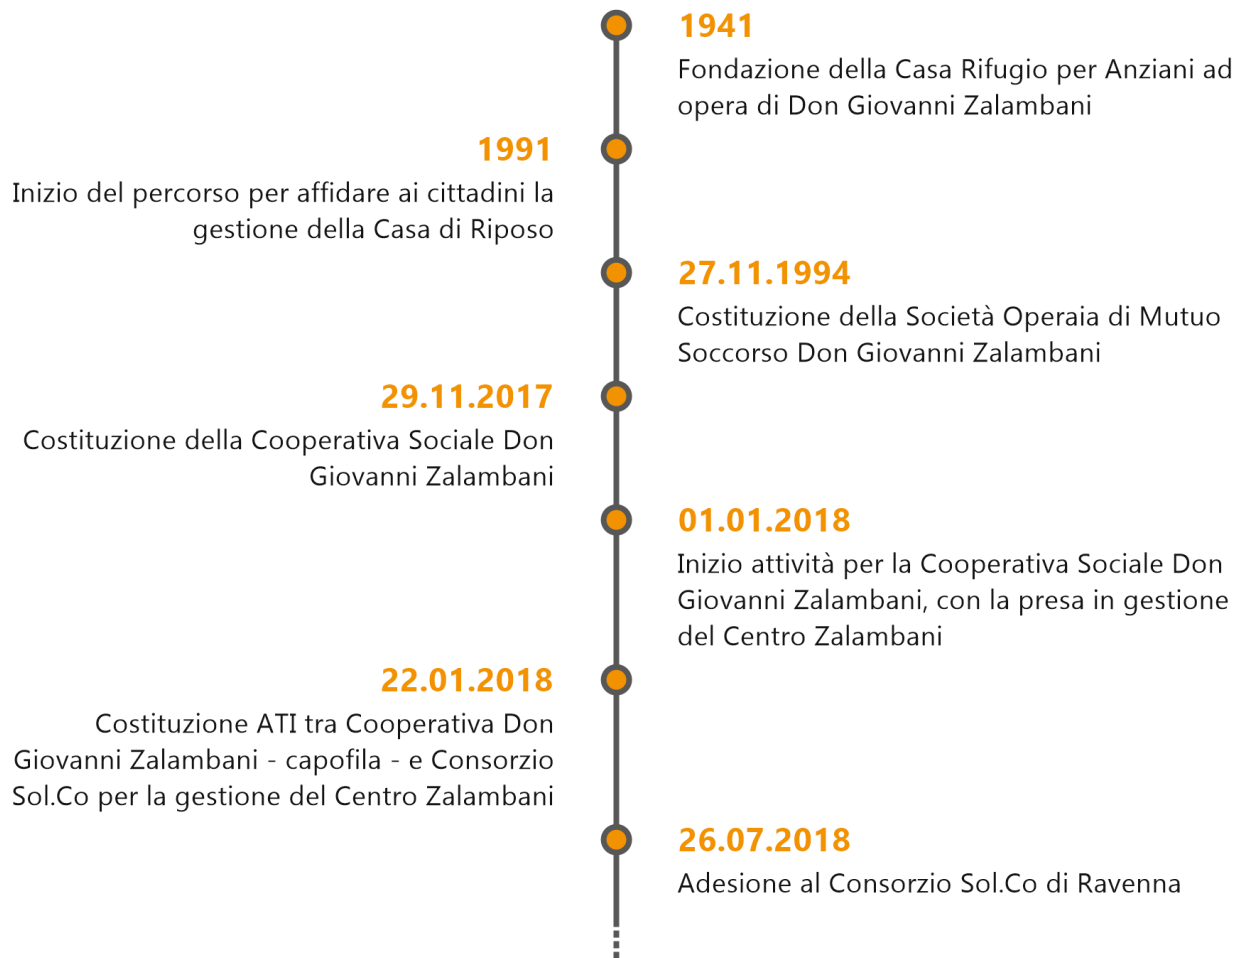 1941
Fondazione della Casa Rifugio per Anziani ad
opera di Don Giovanni Zalambani
1991
Inizio del percorso per affidare ai cittadini la
gestione della Casa di Riposo
27.11.1994
Costituzione della Società Operaia di Mutuo
Soccorso Don Giovanni Zalambani
29.11.2017
Costituzione della Cooperativa Sociale Don
Giovanni Zalambani
01.01.2018
Inizio attività per la Cooperativa Sociale Don
Giovanni Zalambani, con la presa in gestione
del Centro Zalambani
22.01.2018
Costituzione ATI tra Cooperativa Don
Giovanni Zalambani - capofila - e Consorzio
Sol.Co per la gestione del Centro Zalambani
26.07.2018
Adesione al Consorzio Sol.Co di Ravenna